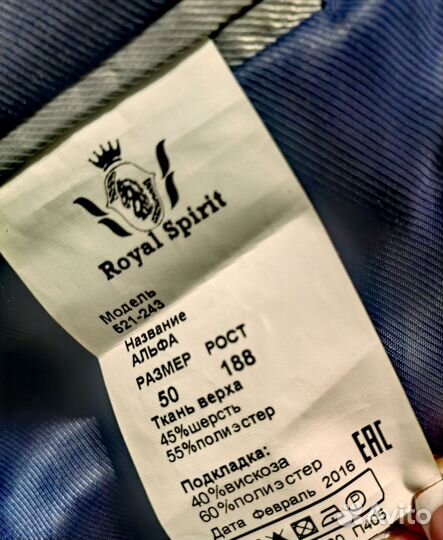 Royal Spirit
Модель
521-243
Название
АЛЬФА
РАЗМЕР РОСТ
50 188
Ткань верха
45%шерсть
55%полиэстер
Подкладка:
40%вискоза
60%полиэстер
Дата Февраль 2016
EAC
P
Avito